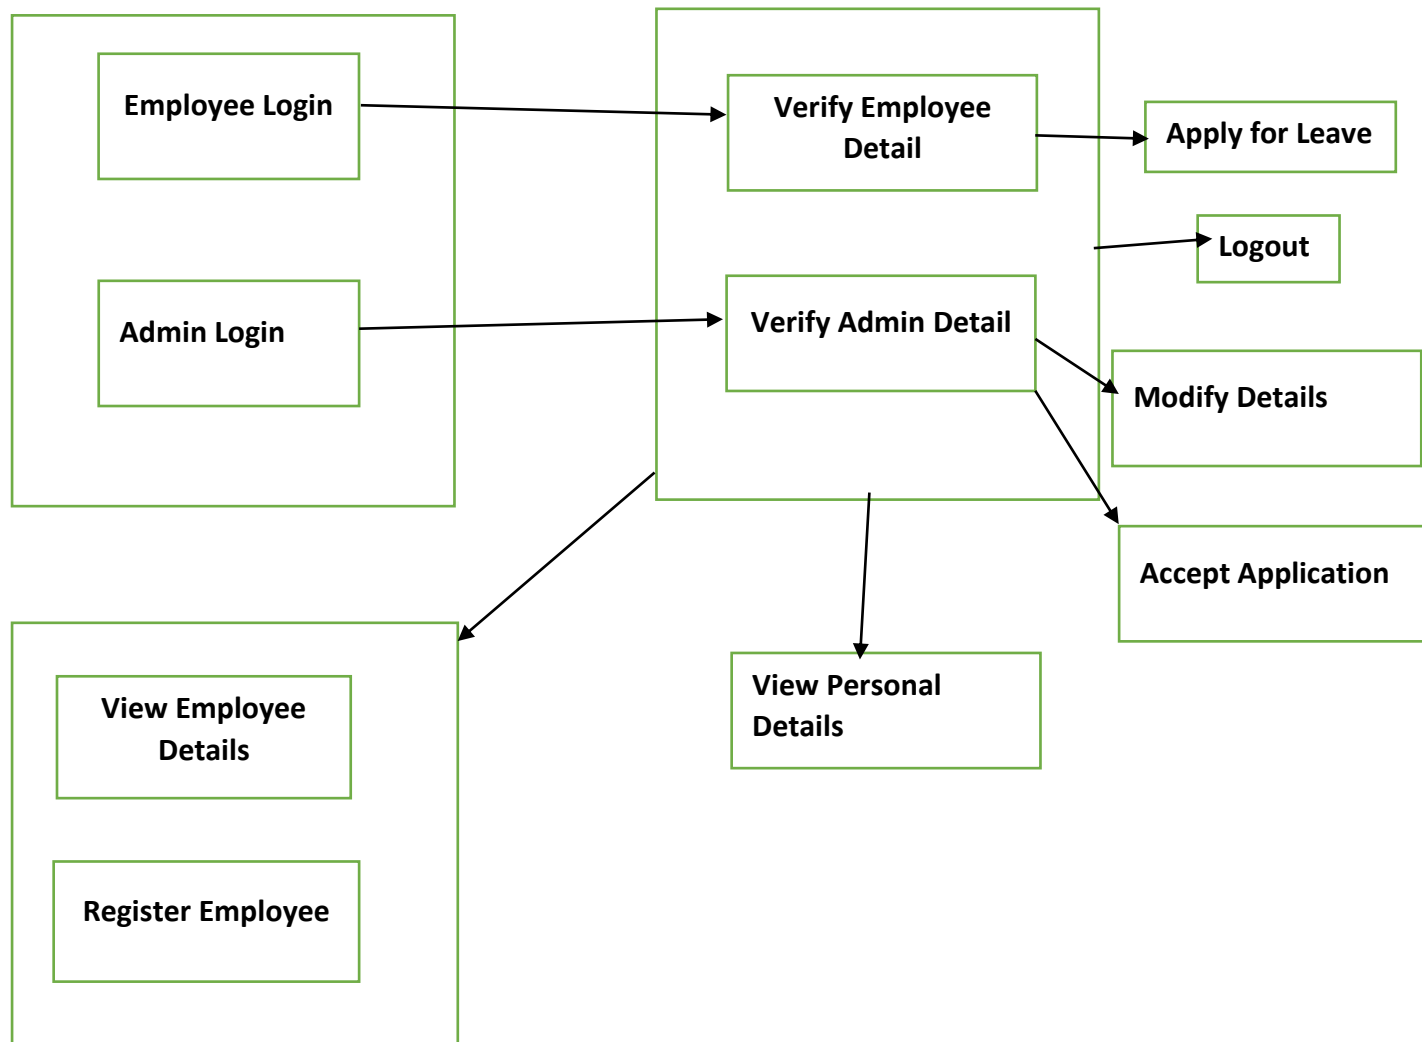 Employee Login
Verify Employee
Detail
Apply for Leave
Logout
Admin Login
Verify Admin Detail
Modify Details
Accept Application
View Employee
Details
View Personal
Details
Register Employee